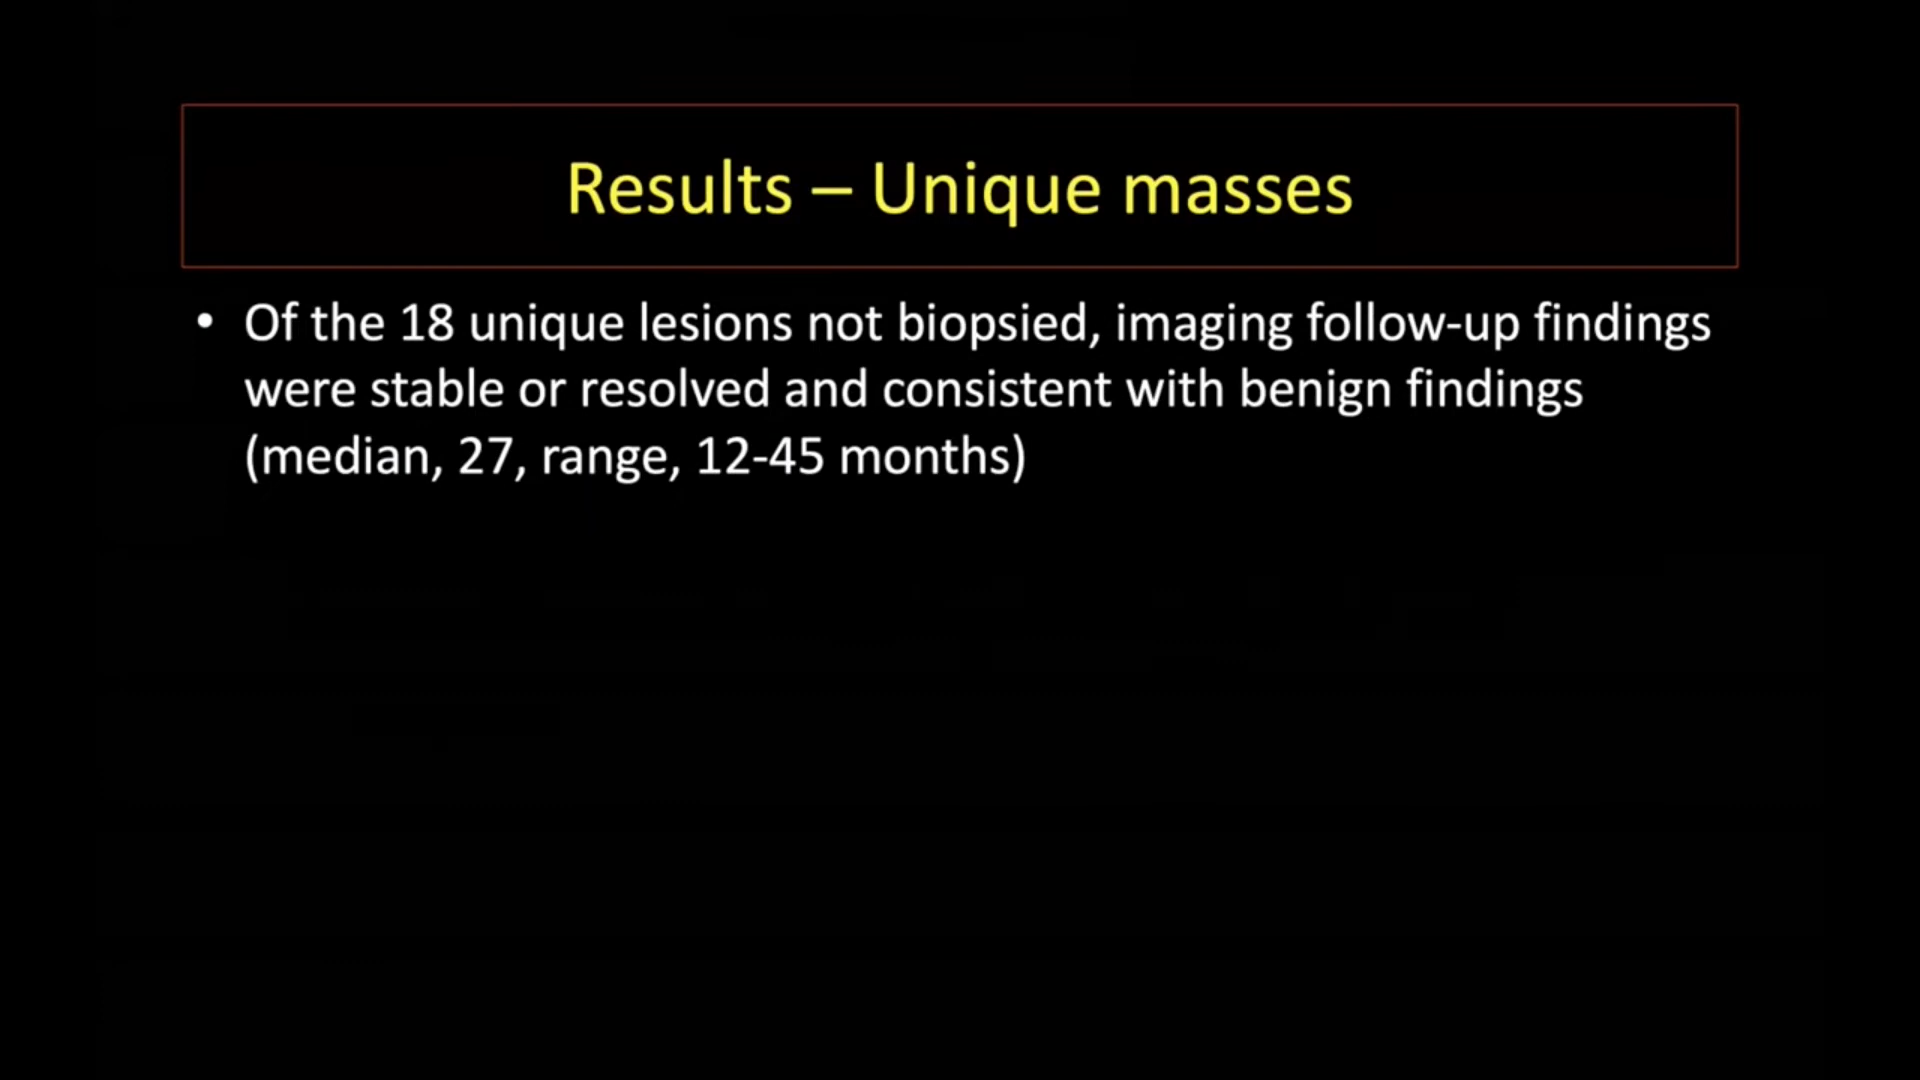 Results – Unique masses
• Of the 18 unique lesions not biopsied, imaging follow-up findings
were stable or resolved and consistent with benign findings
(median, 27, range, 12-45 months)